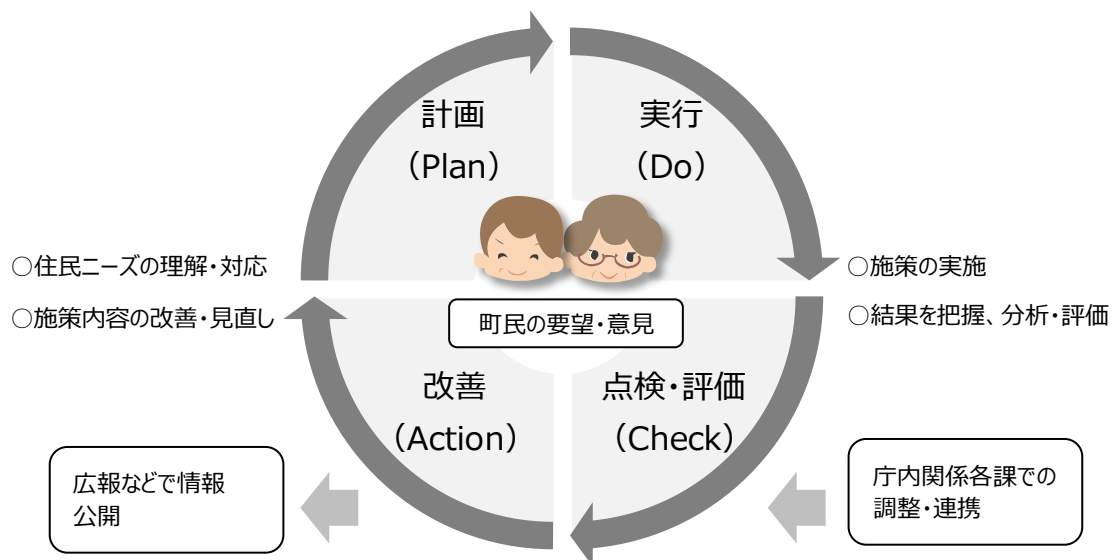 計画
（Plan）
実行
（Do）
○住民ニーズの理解・対応
○施策内容の改善・見直し
○施策の実施
○結果を把握、分析・評価
町民の要望・意見
改善
（Action）
点検・評価
（Check）
広報などで情報
公開
庁内関係各課での
調整・連携